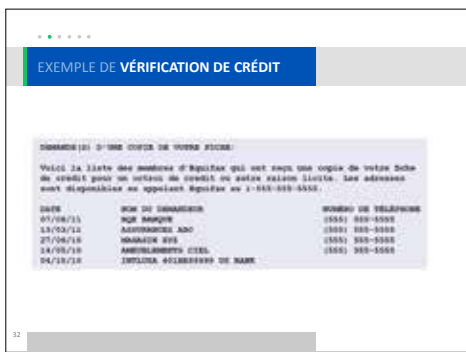 EXEMPLE DE VÉRIFICATION DE CRÉDIT
DEMANDE(S) D'UNE COPIE DE VOTRE FICHE:
Voici la liste des membres d'Equifax qui ont reçu une copie de votre fiche
de crédit pour un octroi de crédit ou autre raison licite. Les adresses
sont disponibles en appelant Equifax au 1-555-555-5555.
DATE NOM DU DEMANDEUR NUMÉRO DE TÉLÉPHONE
07/08/11 BANQUE (555) 555-5555
13/03/11 ASSURANCES ABC (555) 555-5555
27/06/10 MAGASIN (555) 555-5555
14/05/10 AMEUBLEMENTS CIEL (555) 555-5555
04/10/10
32